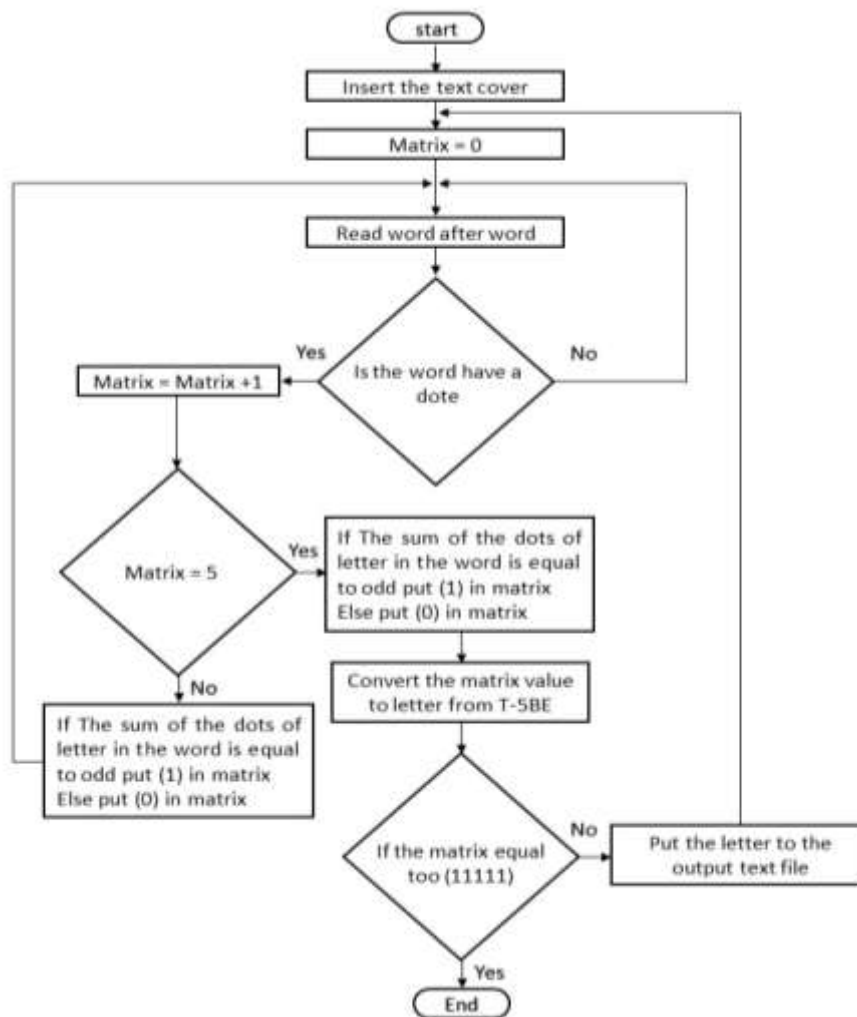 start
Insert the text cover
Matrix = 0
Read word after word
Is the word have a
dote
Yes
No
Matrix = Matrix +1
Matrix = 5
Yes
If The sum of the dots of
letter in the word is equal
to odd put (1) in matrix
Else put (0) in matrix
No
If The sum of the dots of
letter in the word is equal
to odd put (1) in matrix
Else put (0) in matrix
Convert the matrix value
to letter from T-5BE
If the matrix equal
too (11111)
No
Put the letter to the
output text file
Yes
End